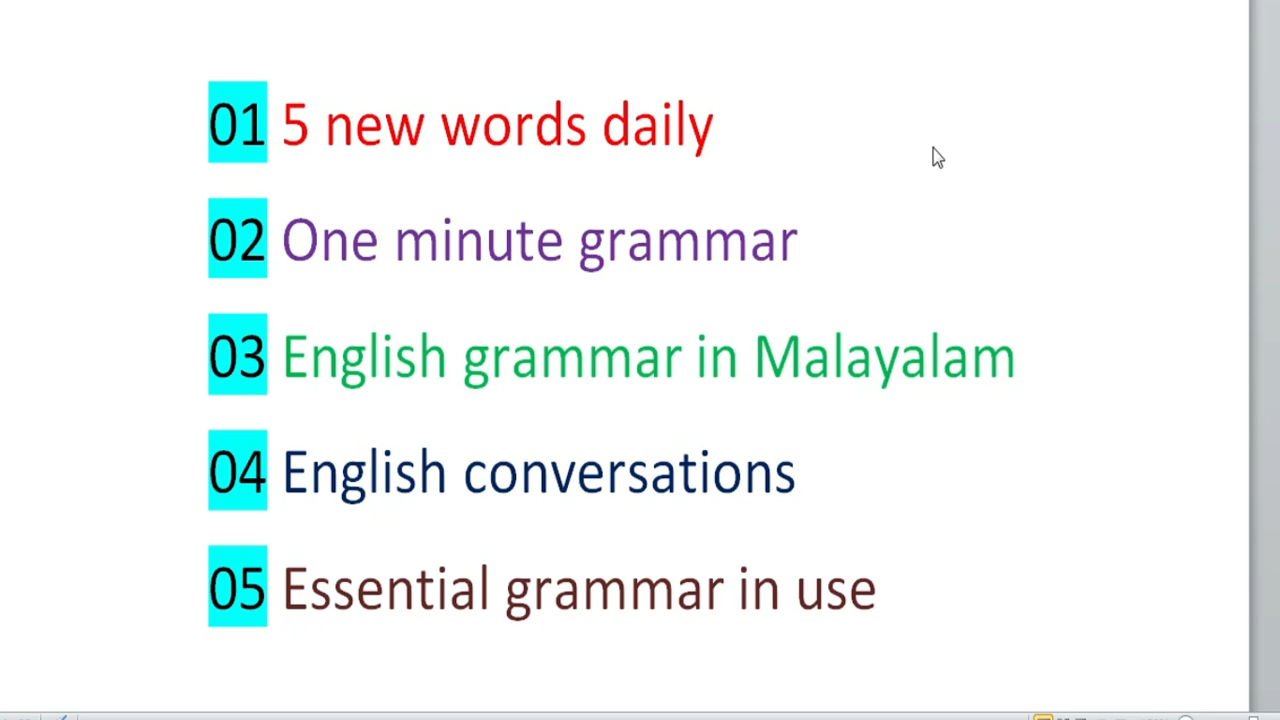 01 5 new words daily
02 One minute grammar
03 English grammar in Malayalam
04 English conversations
05 Essential grammar in use